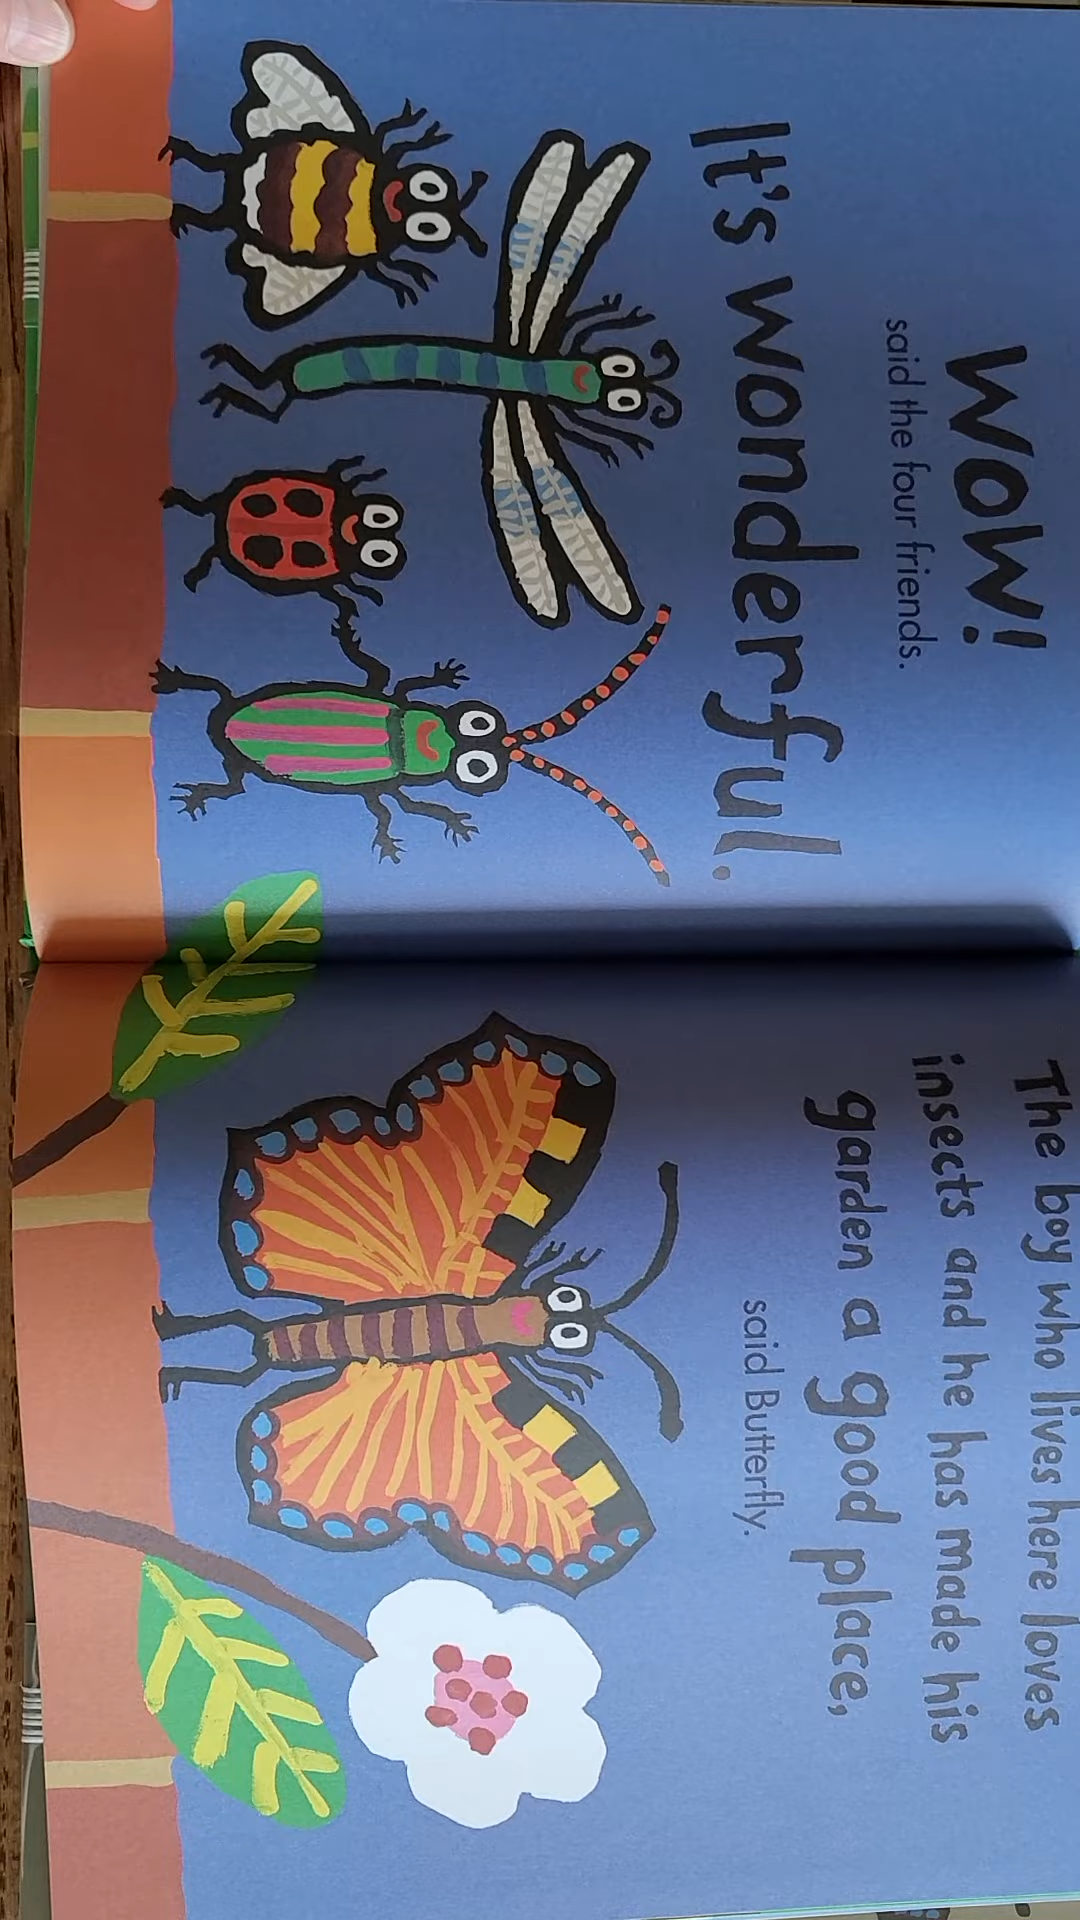 WOW!
said the four friends.
It's wonderful.
The boy who lives here loves
insects and he has made his
garden a good place,
said Butterfly.